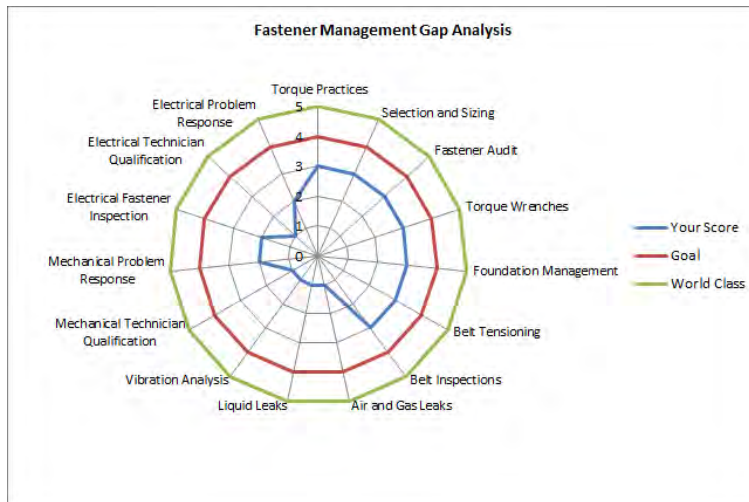 Fastener Management Gap Analysis
Torque Practices
Electrical Problem
Response
5
Selection and Sizing
Electrical Technician
Qualification
4
Fastener Audit
3
Electrical Fastener
Inspection
2
Torque Wrenches
1
Your Score
Mechanical Problem
Response
0
Foundation Management
Goal
World Class
Mechanical Technician
Qualification
Belt Tensioning
Vibration Analysis
Belt Inspections
Liquid Leaks
Air and Gas Leaks